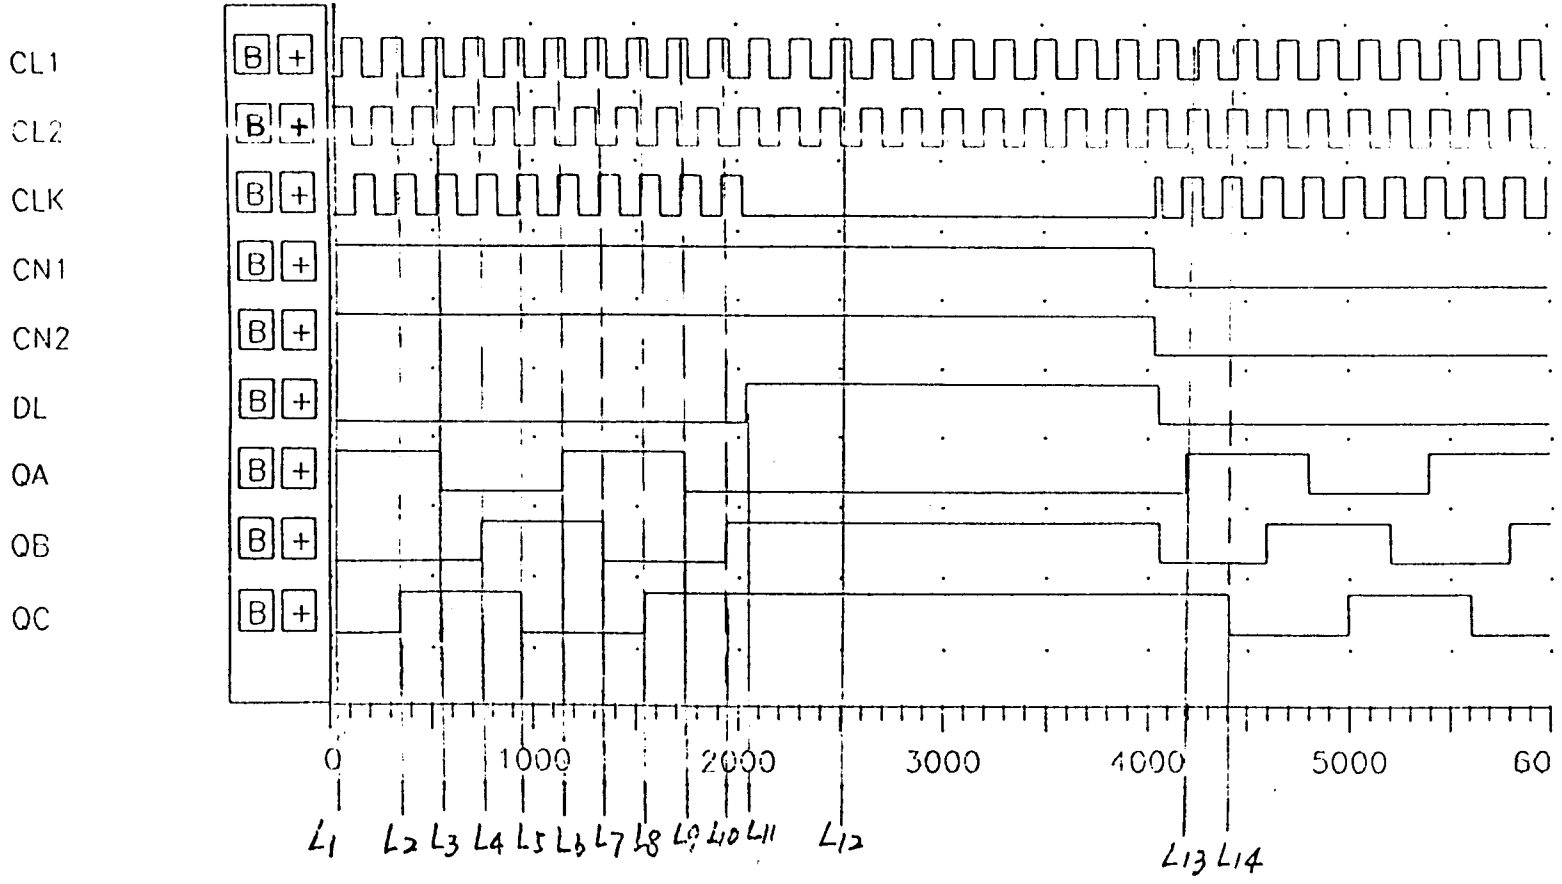 CL1 B +
CL2 B +
CLK B +
CN1 B +
CN2 B +
DL B +
QA B +
QB B +
QC B +
0 1000 2000 3000 4000 5000 60
L1 L2 L3 L4 L5 L6 L7 L8 L9 L10 L11 L12 L13 L14